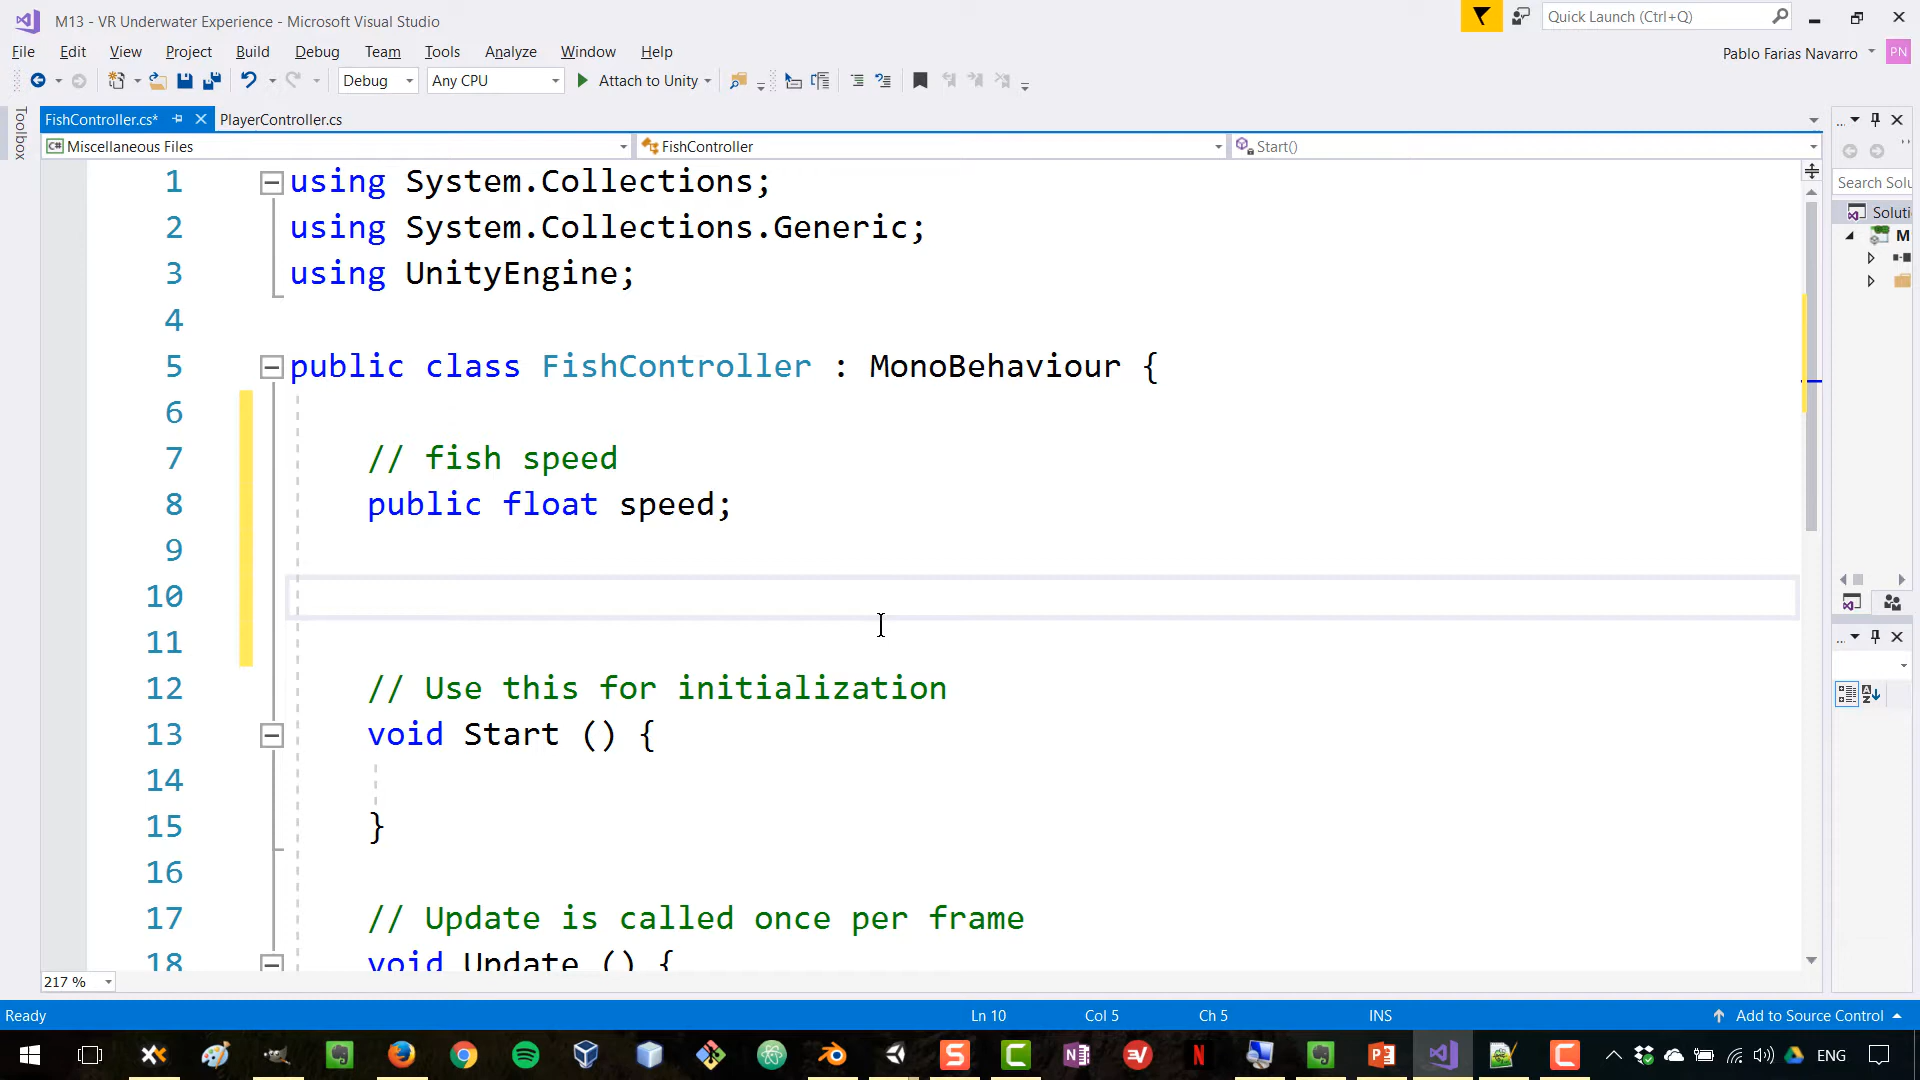 M13 - VR Underwater Experience - Microsoft Visual Studio
Quick Launch (Ctrl+Q)
File Edit View Project Build Debug Team Tools Analyze Window Help
Pablo Farias Navarro
PN
Debug
Any CPU
Attach to Unity
Toolbox
FishController.cs*
PlayerController.cs
Miscellaneous Files
FishController
Start()
Search Solu
Soluti
M
1 using System.Collections;
2 using System.Collections.Generic;
3 using UnityEngine;
4
5 public class FishController : MonoBehaviour {
6
7 // fish speed
8 public float speed;
9
10
11
12 // Use this for initialization
13 void Start () {
14
15 }
16
17 // Update is called once per frame
18 void Update () {
217 %
Ready
Ln 10
Col 5
Ch 5
INS
Add to Source Control
ENG